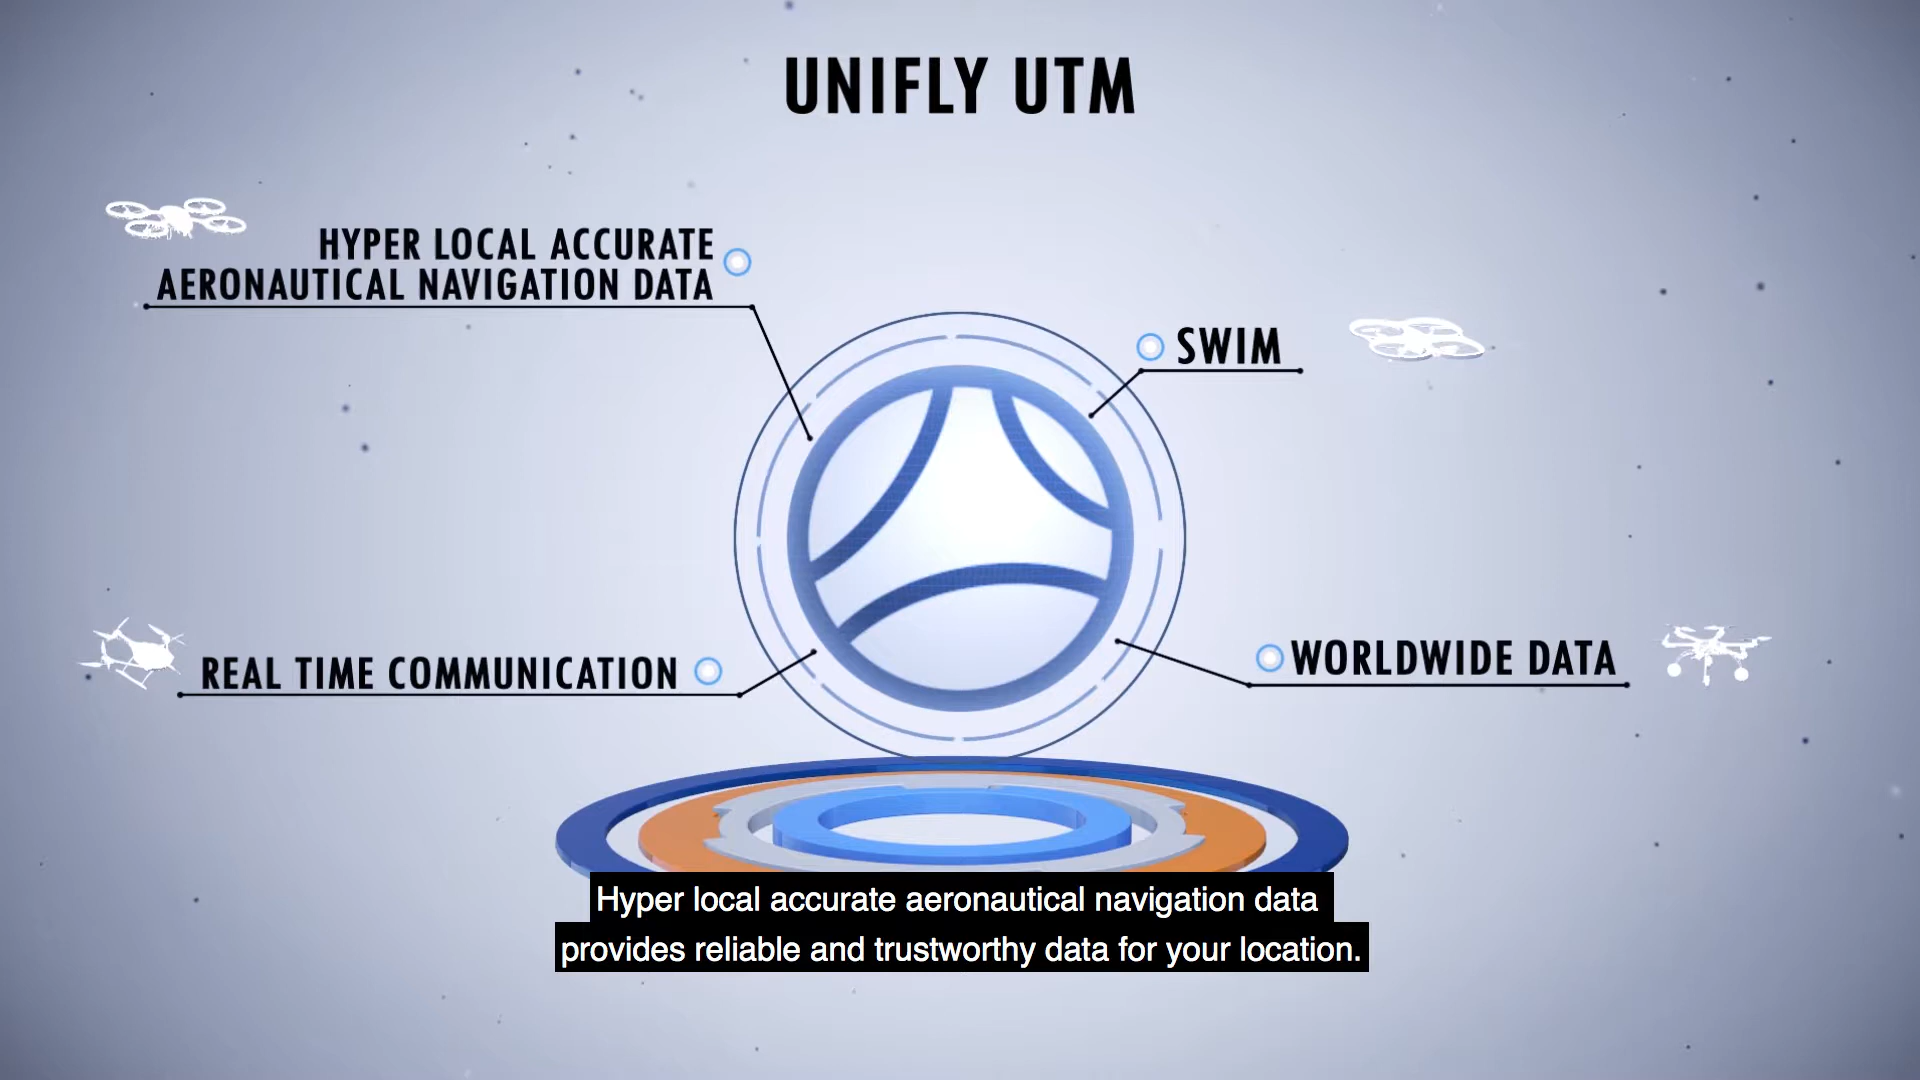 UNIFLY UTM
HYPER LOCAL ACCURATE
AERONAUTICAL NAVIGATION DATA
SWIM
REAL TIME COMMUNICATION
WORLDWIDE DATA
Hyper local accurate aeronautical navigation data
provides reliable and trustworthy data for your location.